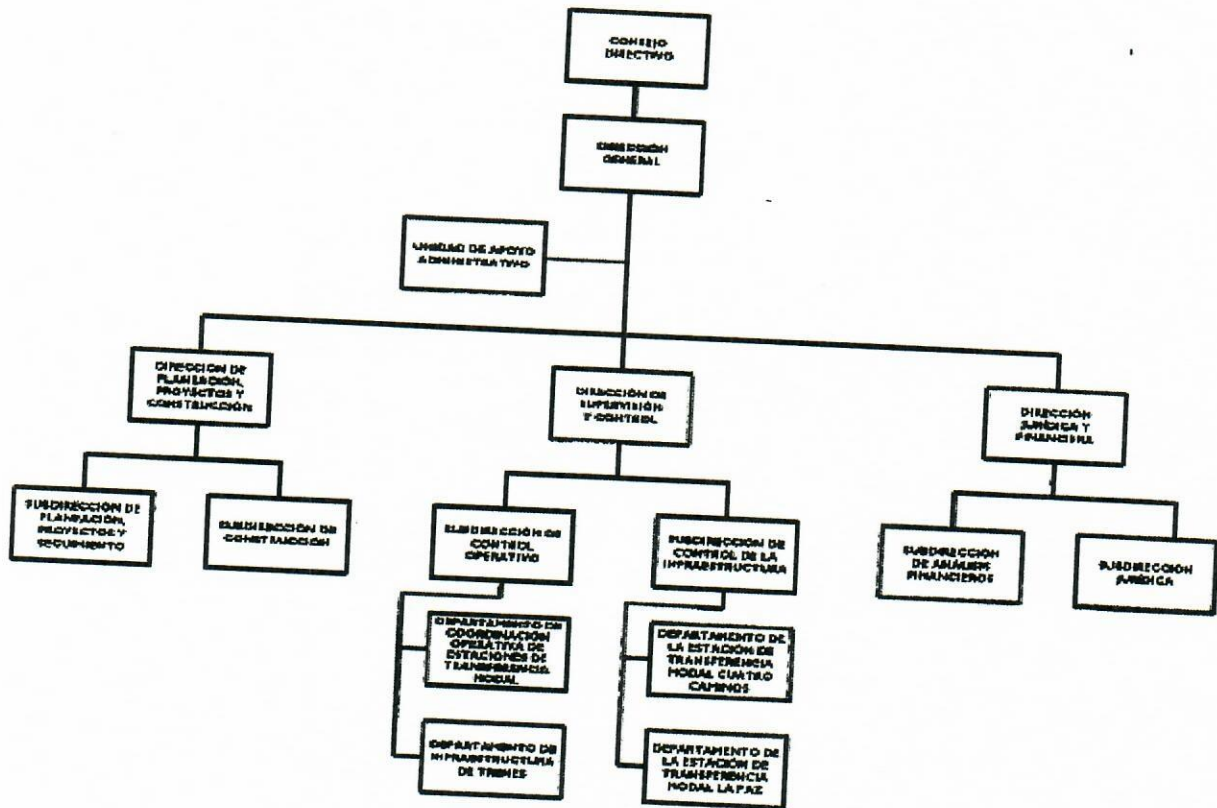 CONSEJO
DIRECTIVO
DIRECCIÓN
GENERAL
UNIDAD DE APOYO
ADMINISTRATIVO
DIRECCIÓN DE
PLANEACIÓN,
PROYECTOS Y
CONSTRUCCIÓN
DIRECCIÓN DE
SUPERVISIÓN
Y CONTROL
DIRECCIÓN
JURÍDICA Y
FINANCIERA
SUBDIRECCIÓN DE
PLANEACIÓN,
PROYECTOS Y
SEGUIMIENTO
SUBDIRECCIÓN DE
CONSTRUCCIÓN
SUBDIRECCIÓN DE
CONTROL
OPERATIVO
SUBDIRECCIÓN DE
CONTROL DE LA
INFRAESTRUCTURA
SUBDIRECCIÓN
DE ANÁLISIS
FINANCIEROS
SUBDIRECCIÓN
JURÍDICA
DEPARTAMENTO DE
COORDINACIÓN
OPERATIVA DE
ESTACIONES DE
TRANSFERENCIA
MODAL
DEPARTAMENTO DE
LA ESTACIÓN DE
TRANSFERENCIA
MODAL CUATRO
CAMINOS
DEPARTAMENTO DE
INFRAESTRUCTURA
DE TRENES
DEPARTAMENTO DE
LA ESTACIÓN DE
TRANSFERENCIA
MODAL LA PAZ